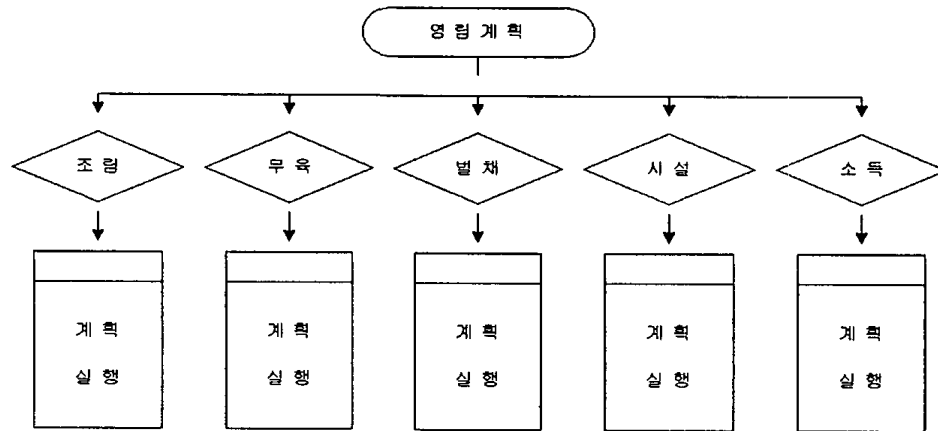 영 림 계 획
조 림
무 육
벌 채
시 설
소 득
계 획
실 행
계 획
실 행
계 획
실 행
계 획
실 행
계 획
실 행